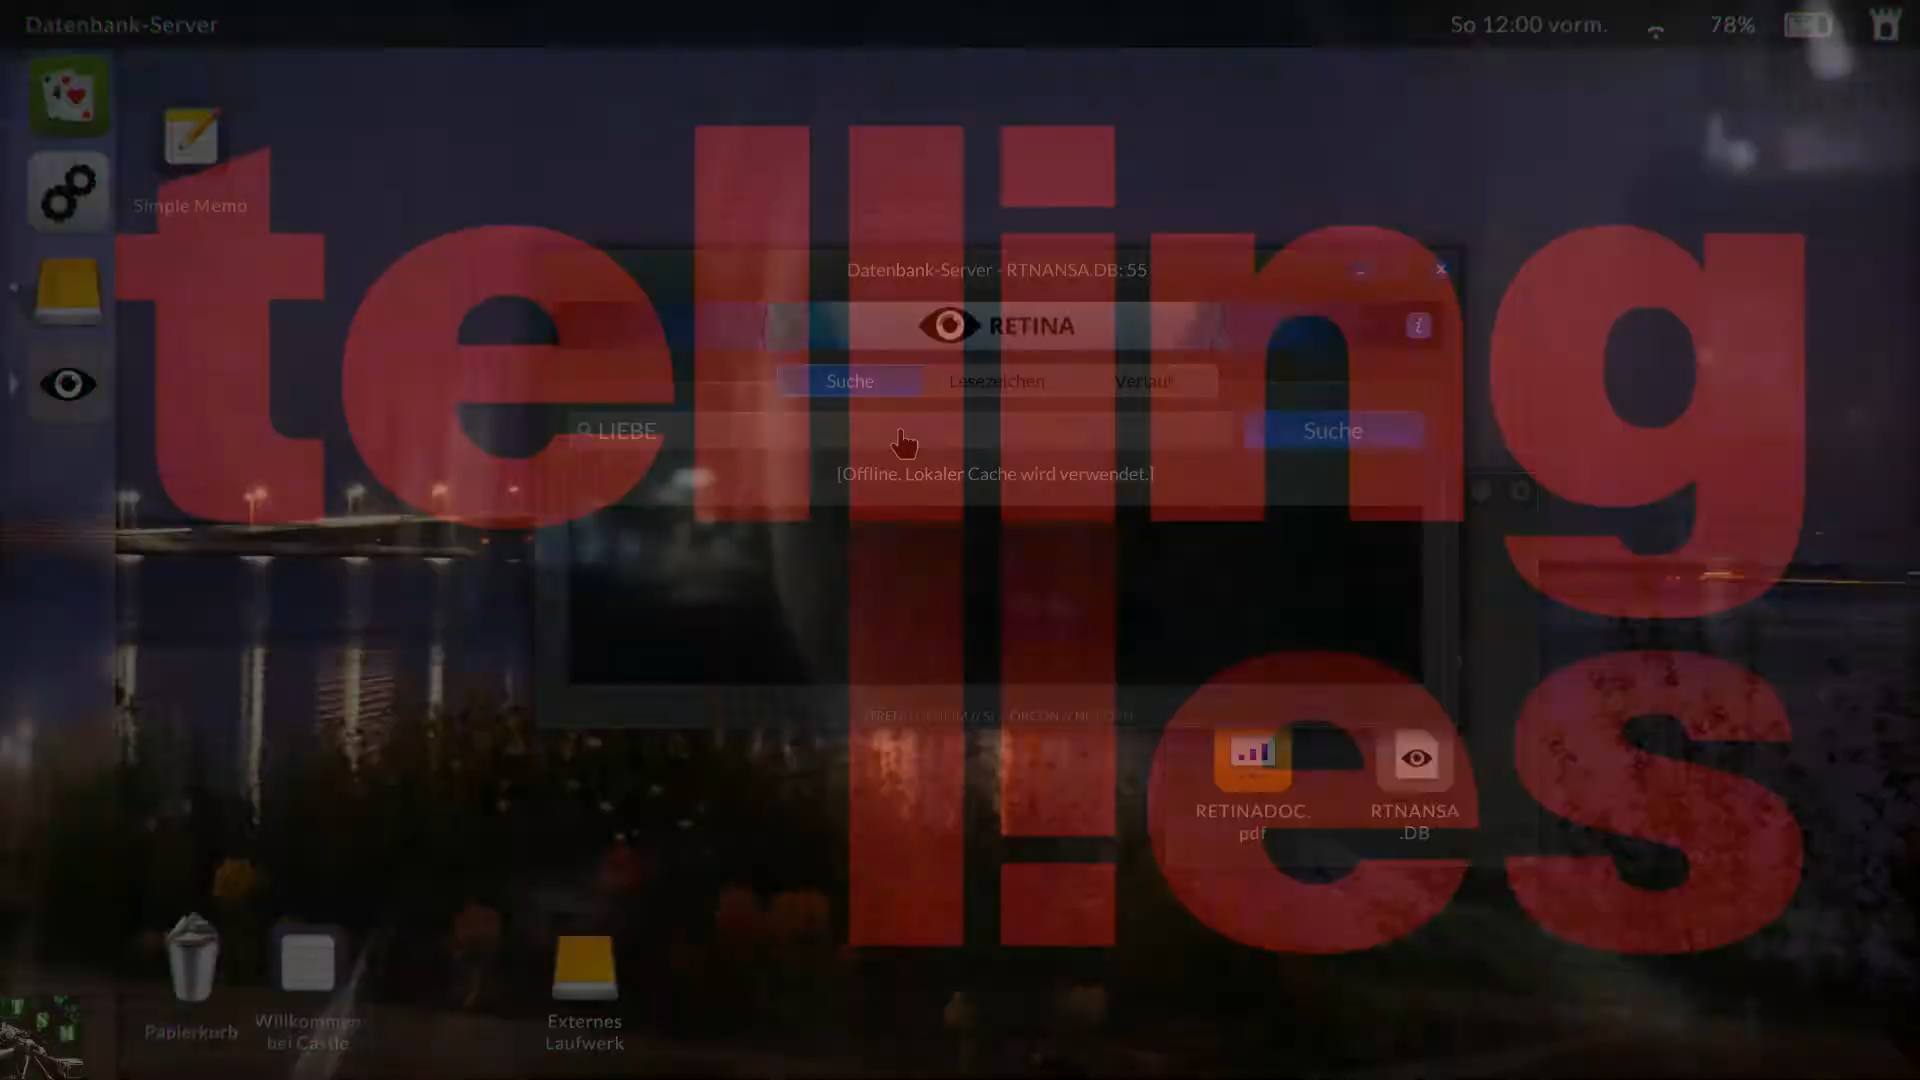 Datenbank-Server
So 12:00 vorm.
78%
Simple Memo
telling
lies
Datenbank-Server - RTNANSA.DB: 55
RETINA
i
Suche
Lesezeichen
Verlauf
LIEBE
Suche
[Offline. Lokaler Cache wird verwendet.]
RETINADOC.
pdf
RTNANSA
.DB
Papierkorb
Willkommen
bei Castle
Externes
Laufwerk
S
M